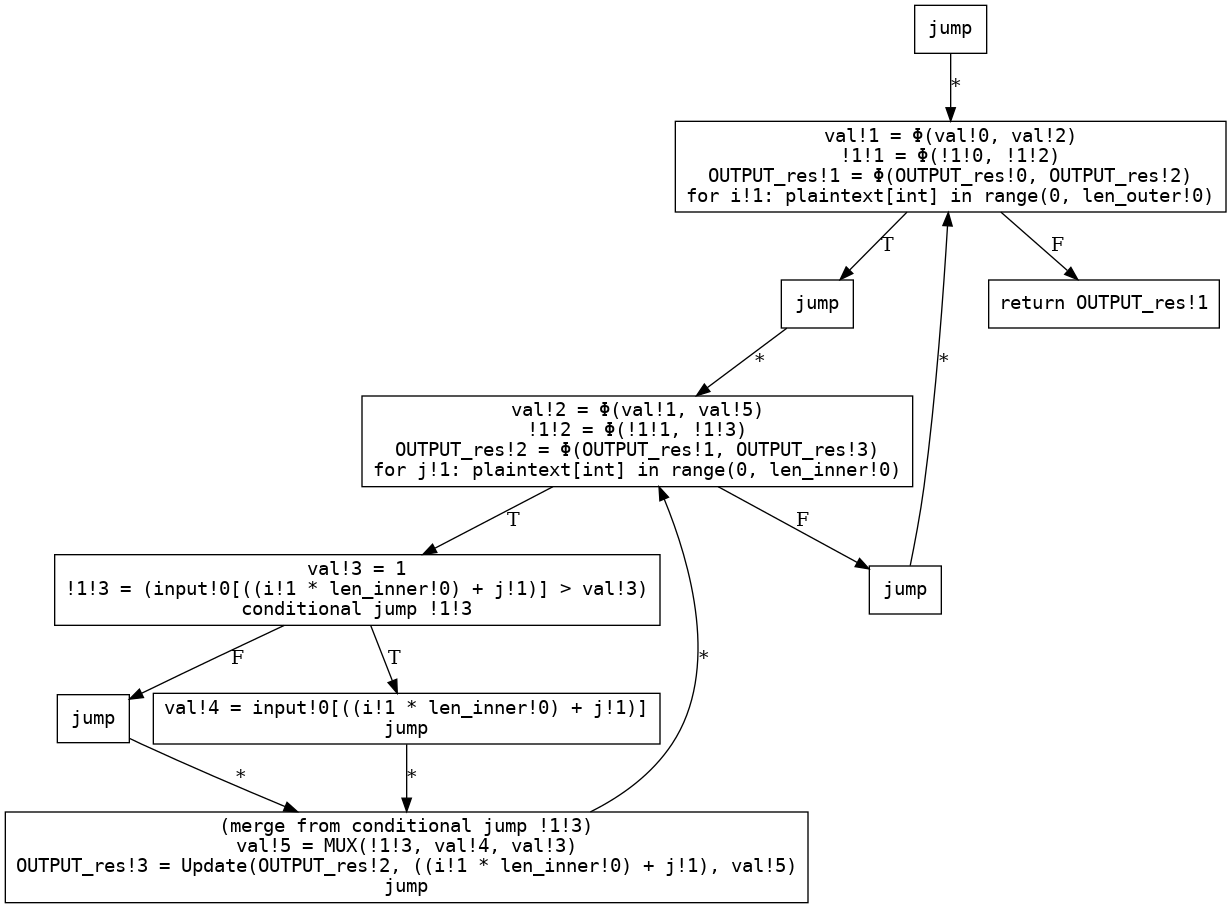 jump
*
val!1 = Φ(val!0, val!2)
!1!1 = Φ(!1!0, !1!2)
OUTPUT_res!1 = Φ(OUTPUT_res!0, OUTPUT_res!2)
for i!1: plaintext[int] in range(0, len_outer!0)
T
F
jump
return OUTPUT_res!1
*
*
val!2 = Φ(val!1, val!5)
!1!2 = Φ(!1!1, !1!3)
OUTPUT_res!2 = Φ(OUTPUT_res!1, OUTPUT_res!3)
for j!1: plaintext[int] in range(0, len_inner!0)
T
F
val!3 = 1
!1!3 = (input!0[((i!1 * len_inner!0) + j!1)] > val!3)
conditional jump !1!3
jump
F
T
*
jump
val!4 = input!0[((i!1 * len_inner!0) + j!1)]
jump
*
*
(merge from conditional jump !1!3)
val!5 = MUX(!1!3, val!4, val!3)
OUTPUT_res!3 = Update(OUTPUT_res!2, ((i!1 * len_inner!0) + j!1), val!5)
jump